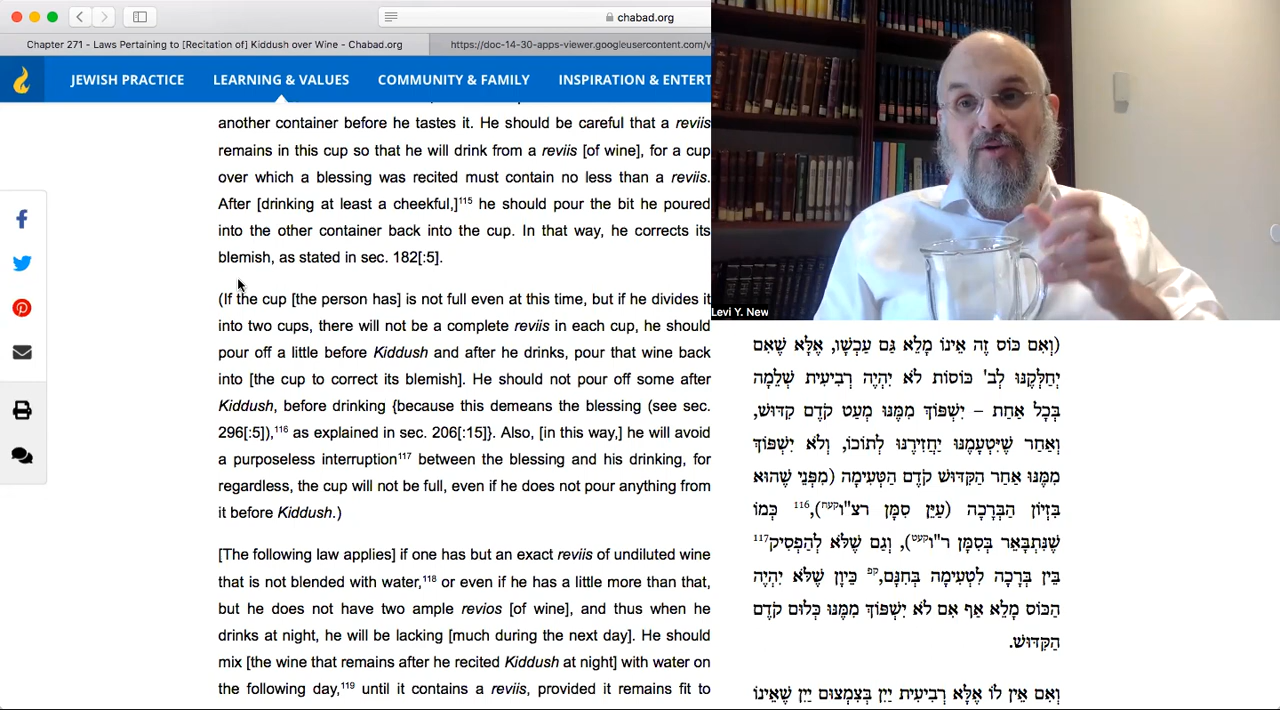 chabad.org
Chapter 271 - Laws Pertaining to [Recitation of] Kiddush over Wine - Chabad.org
https://doc-14-30-apps-viewer.googleusercontent.com/v
JEWISH PRACTICE LEARNING & VALUES COMMUNITY & FAMILY INSPIRATION & ENTERT
another container before he tastes it. He should be careful that a reviis
remains in this cup so that he will drink from a reviis [of wine], for a cup
over which a blessing was recited must contain no less than a reviis.
After [drinking at least a cheekful,]115 he should pour the bit he poured
into the other container back into the cup. In that way, he corrects its
blemish, as stated in sec. 182[:5].
(If the cup [the person has] is not full even at this time, but if he divides it
into two cups, there will not be a complete reviis in each cup, he should
pour off a little before Kiddush and after he drinks, pour that wine back
into [the cup to correct its blemish]. He should not pour off some after
Kiddush, before drinking {because this demeans the blessing (see sec.
296[:5]),116 as explained in sec. 206[:15]}. Also, [in this way,] he will avoid
a purposeless interruption117 between the blessing and his drinking, for
regardless, the cup will not be full, even if he does not pour anything from
it before Kiddush.)
[The following law applies] if one has but an exact reviis of undiluted wine
that is not blended with water,118 or even if he has a little more than that,
but he does not have two ample revios [of wine], and thus when he
drinks at night, he will be lacking [much during the next day]. He should
mix [the wine that remains after he recited Kiddush at night] with water on
the following day,119 until it contains a reviis, provided it remains fit to
Levi Y. New
(וְאִם כּוֹס זֶה אֵינוֹ מָלֵא גַּם עַכְשָׁו, אֶלָּא שֶׁאִם
יְחַלְּקֶנּוּ לְב' כּוֹסוֹת לֹא יִהְיֶה רְבִיעִית שְׁלֵמָה
בְּכָל אַחַת – יִשְׁפּוֹךְ מִמֶּנּוּ מְעַט קֹדֶם קִדּוּשׁ,
וְאַחַר שֶׁיִּטְעָמֶנּוּ יַחֲזִירֶנּוּ לְתוֹכוֹ, וְלֹא יִשְׁפּוֹךְ
מִמֶּנּוּ אַחַר הַקִּדּוּשׁ קֹדֶם הַטְּעִימָה (מִפְּנֵי שֶׁהוּא
בִּזְיוֹן הַבְּרָכָה (עַיֵּן סִמָּן רצ"וקעח),116 כְּמוֹ
שֶׁנִּתְבָּאֵר בְּסִמָּן ר"וקעט), וְגַם שֶׁלֹּא לְהַפְסִיק117
בֵּין בְּרָכָה לִטְעִימָה בְּחִנָּם,קפ כֵּיוָן שֶׁלֹּא יִהְיֶה
הַכּוֹס מָלֵא אַף אִם לֹא יִשְׁפּוֹךְ מִמֶּנּוּ כְּלוּם קֹדֶם
הַקִּדּוּשׁ.
וְאִם אֵין לוֹ אֶלָּא רְבִיעִית יַיִן בְּצִמְצוּם יַיִן שֶׁאֵינוֹ